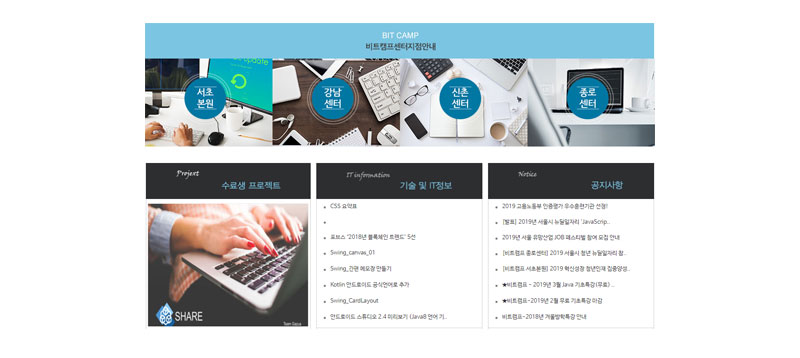 BIT CAMP
비트캠프센터지점안내
서초
본원
강남
센터
신촌
센터
종로
센터
Project
수료생 프로젝트
SHARE
IT information
기술 및 IT정보
CSS 요약표
포브스 '2018년 블록체인 트렌드' 5선
Swing_canvas_01
Swing_간편 메모장 만들기
Kotlin 안드로이드 공식언어로 추가
Swing_CardLayout
안드로이드 스튜디오 2.4 미리보기 (Java8 언어 기..
Notice
공지사항
2019 고용노동부 인증평가 우수훈련기관 선정!
[발표] 2019년 서울시 뉴딜일자리 'JavaScrip..
2019년 서울 유망산업 JOB 페스티벌 참여 모집 안내
[비트캠프 종로센터] 2019 서울시 청년 뉴딜일자리 참..
[비트캠프 서초본원] 2019 혁신성장 청년인재 집중양성..
★비트캠프 - 2019년 3월 Java 기초특강(무료) ..
★비트캠프-2019년 2월 무료 기초특강 마감
비트캠프-2018년 겨울방학특강 안내